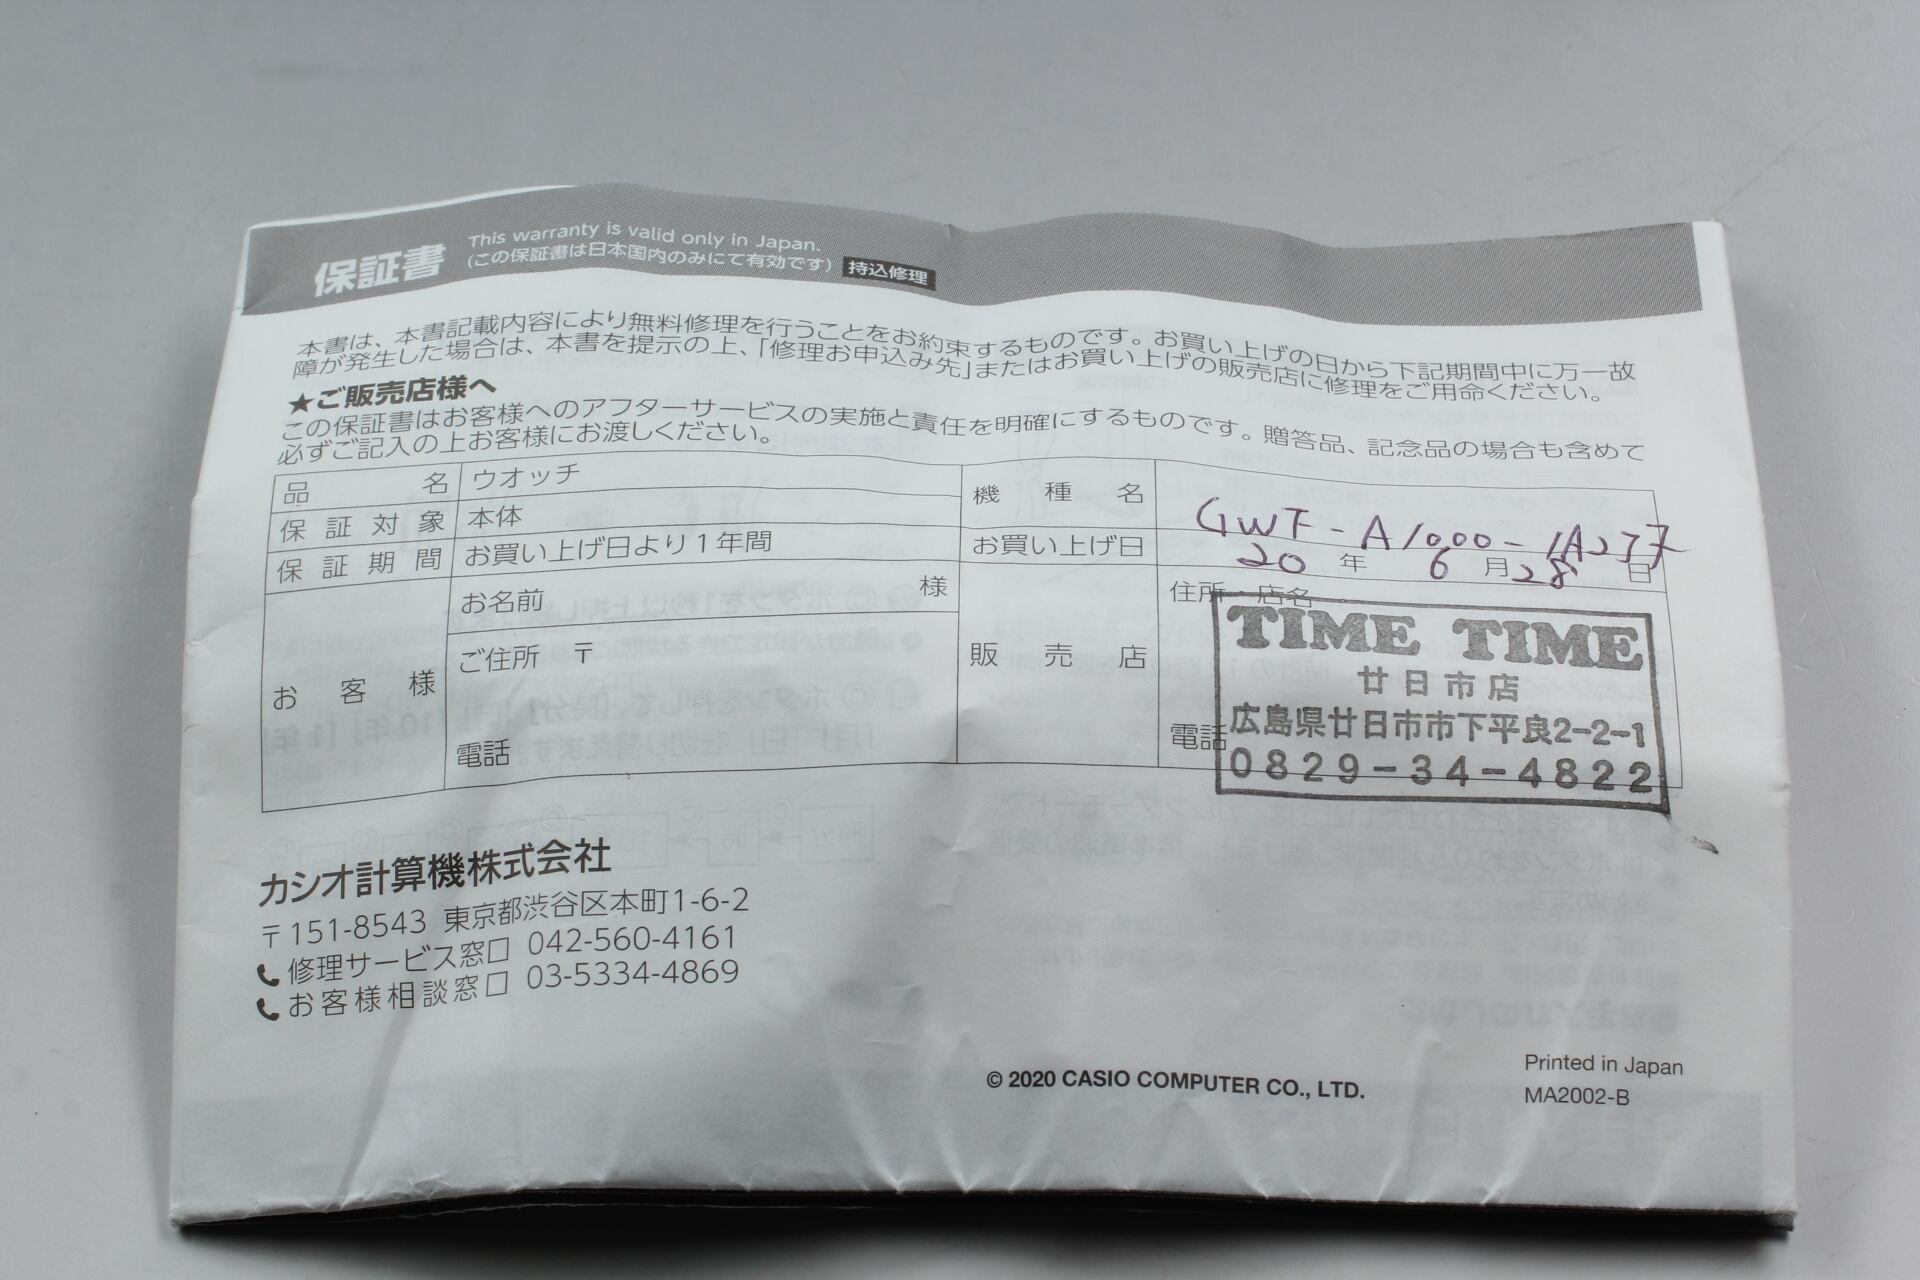 保証書
This warranty is valid only in Japan.
(この保証書は日本国内のみにて有効です)
持込修理
本書は、本書記載内容により無料修理を行うことをお約束するものです。お買い上げの日から下記期間中に万一故
障が発生した場合は、本書を提示の上、「修理お申込み先」またはお買い上げの販売店に修理をご用命ください。
★ご販売店様へ
この保証書はお客様へのアフターサービスの実施と責任を明確にするものです。贈答品、記念品の場合も含めて
必ずご記入の上お客様にお渡しください。
品名 ウオッチ
保証対象 本体
保証期間 お買い上げ日より1年間
機種名 GWF-A1000-1A2JF
お買い上げ日 20年 6月 28日
お客様
お名前 様
ご住所 〒
電話
販売店
住所・店名
電話
TIME TIME
廿日市店
広島県廿日市市下平良2-2-1
0829-34-4822
カシオ計算機株式会社
〒151-8543 東京都渋谷区本町1-6-2
修理サービス窓口 042-560-4161
お客様相談窓口 03-5334-4869
© 2020 CASIO COMPUTER CO., LTD.
Printed in Japan
MA2002-B